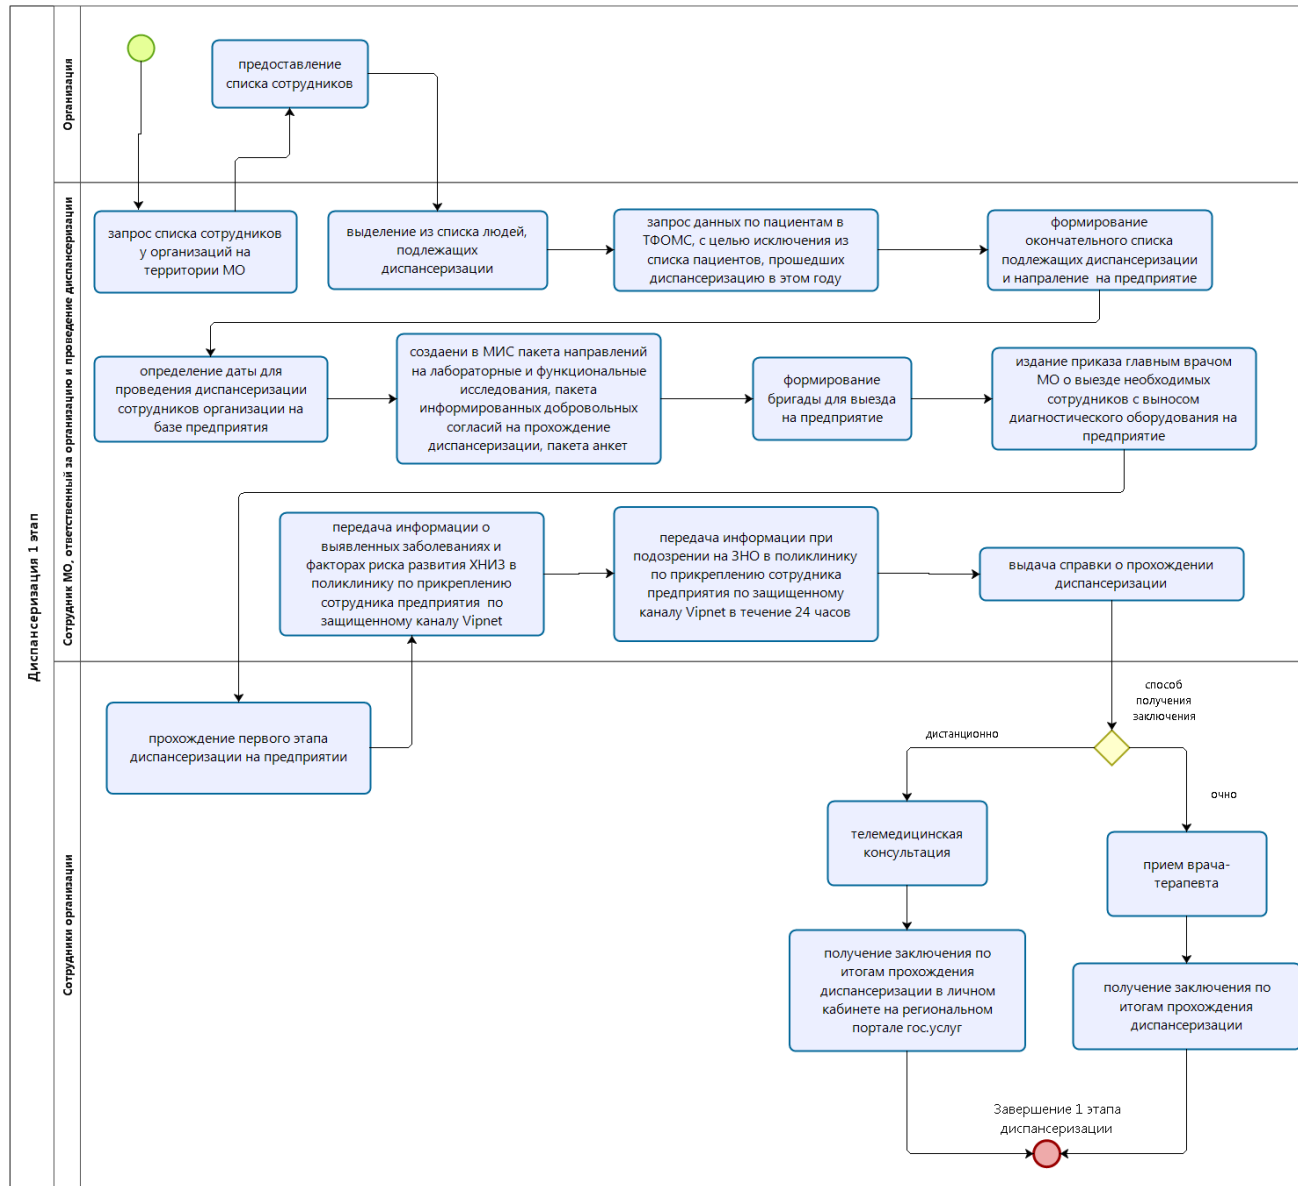 Диспансеризация 1 этап
Организация
предоставление
списка сотрудников
Сотрудник МО, ответственный за организацию и проведение диспансеризации
запрос списка сотрудников
у организаций на
территории МО
выделение из списка людей,
подлежащих
диспансеризации
запрос данных по пациентам в
ТФОМС, с целью исключения из
списка пациентов, прошедших
диспансеризацию в этом году
формирование
окончательного списка
подлежащих диспансеризации
и напраление на предприятие
определение даты для
проведения диспансеризации
сотрудников организации на
базе предприятия
создаени в МИС пакета направлений
на лабораторные и функциональные
исследования, пакета
информированных добровольных
согласий на прохождение
диспансеризации, пакета анкет
формирование
бригады для выезда
на предприятие
издание приказа главным врачом
МО о выезде необходимых
сотрудников с выносом
диагностического оборудования на
предприятие
передача информации о
выявленных заболеваниях и
факторах риска развития ХНИЗ в
поликлинику по прикреплению
сотрудника предприятия по
защищенному каналу Vipnet
передача информации при
подозрении на ЗНО в поликлинику
по прикреплению сотрудника
предприятия по защищенному
каналу Vipnet в течение 24 часов
выдача справки о прохождении
диспансеризации
Сотрудники организации
прохождение первого этапа
диспансеризации на предприятии
способ
получения
заключения
дистанционно
очно
телемедицинская
консультация
прием врача-
терапевта
получение заключения по
итогам прохождения
диспансеризации в личном
кабинете на региональном
портале гос.услуг
получение заключения по
итогам прохождения
диспансеризации
Завершение 1 этапа
диспансеризации